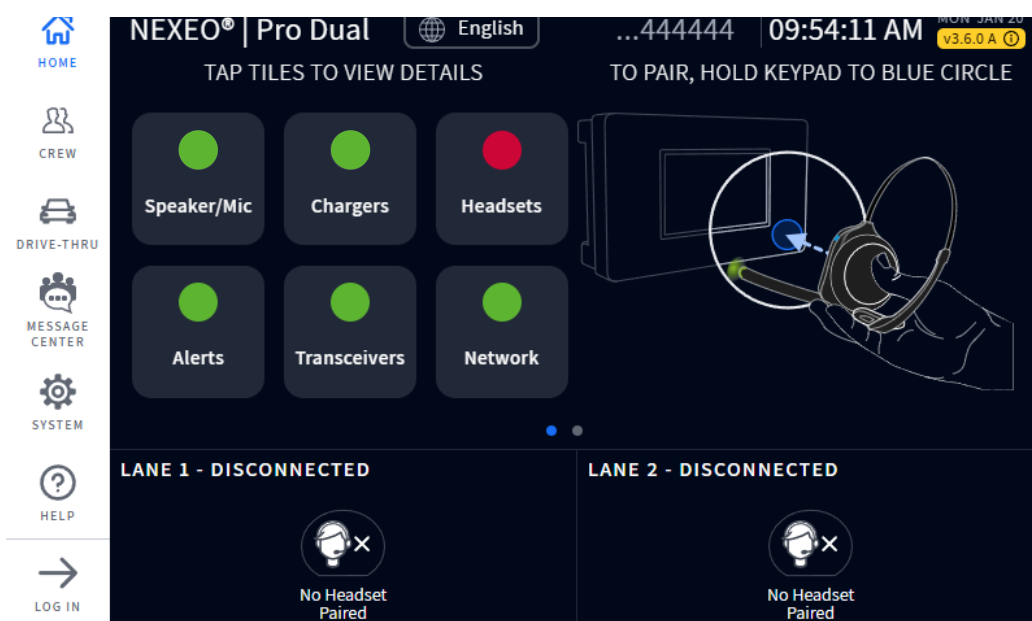 HOME
CREW
DRIVE-THRU
MESSAGE
CENTER
SYSTEM
HELP
LOG IN
NEXEO® | Pro Dual
English
...444444
09:54:11 AM
MON JAN 20
v3.6.0 A
TAP TILES TO VIEW DETAILS
TO PAIR, HOLD KEYPAD TO BLUE CIRCLE
Speaker/Mic
Chargers
Headsets
Alerts
Transceivers
Network
LANE 1 - DISCONNECTED
No Headset
Paired
LANE 2 - DISCONNECTED
No Headset
Paired